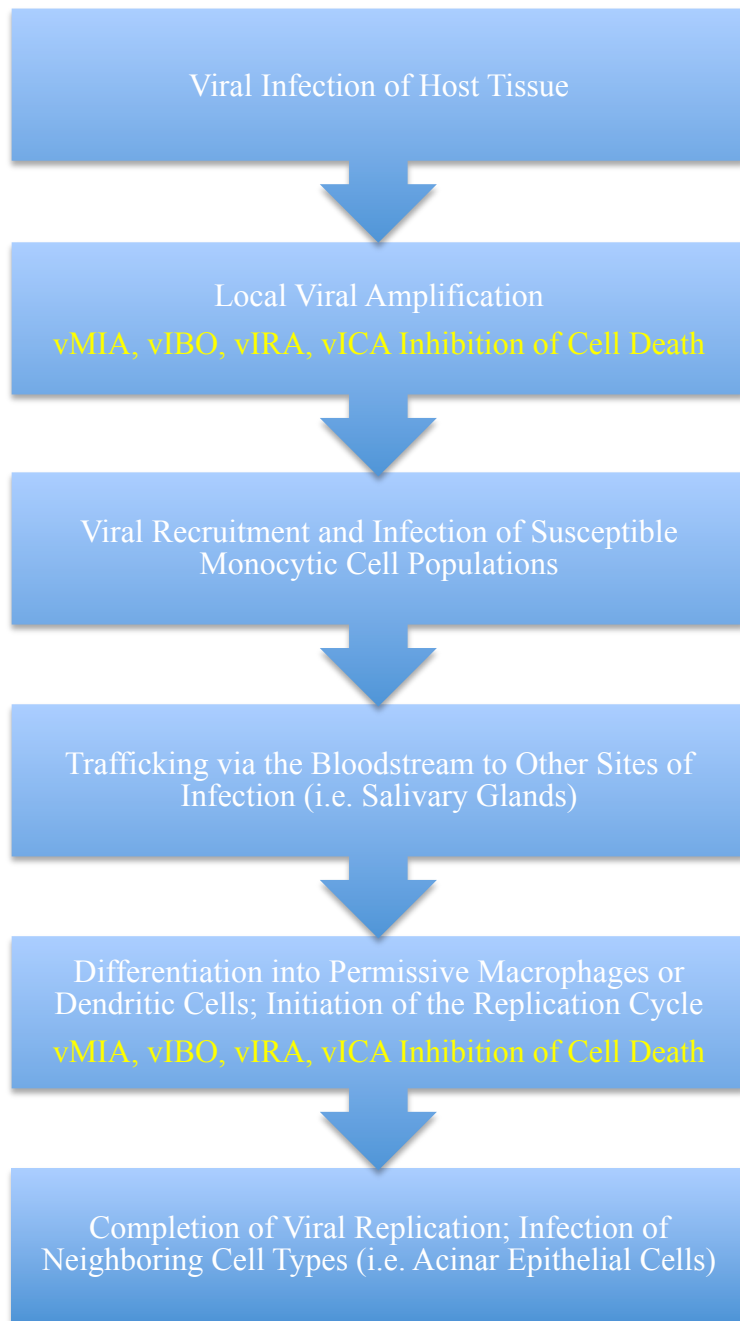 Viral Infection of Host Tissue
Local Viral Amplification
vMIA, vIBO, vIRA, vICA Inhibition of Cell Death
Viral Recruitment and Infection of Susceptible
Monocytic Cell Populations
Trafficking via the Bloodstream to Other Sites of
Infection (i.e. Salivary Glands)
Differentiation into Permissive Macrophages or
Dendritic Cells; Initiation of the Replication Cycle
vMIA, vIBO, vIRA, vICA Inhibition of Cell Death
Completion of Viral Replication; Infection of
Neighboring Cell Types (i.e. Acinar Epithelial Cells)